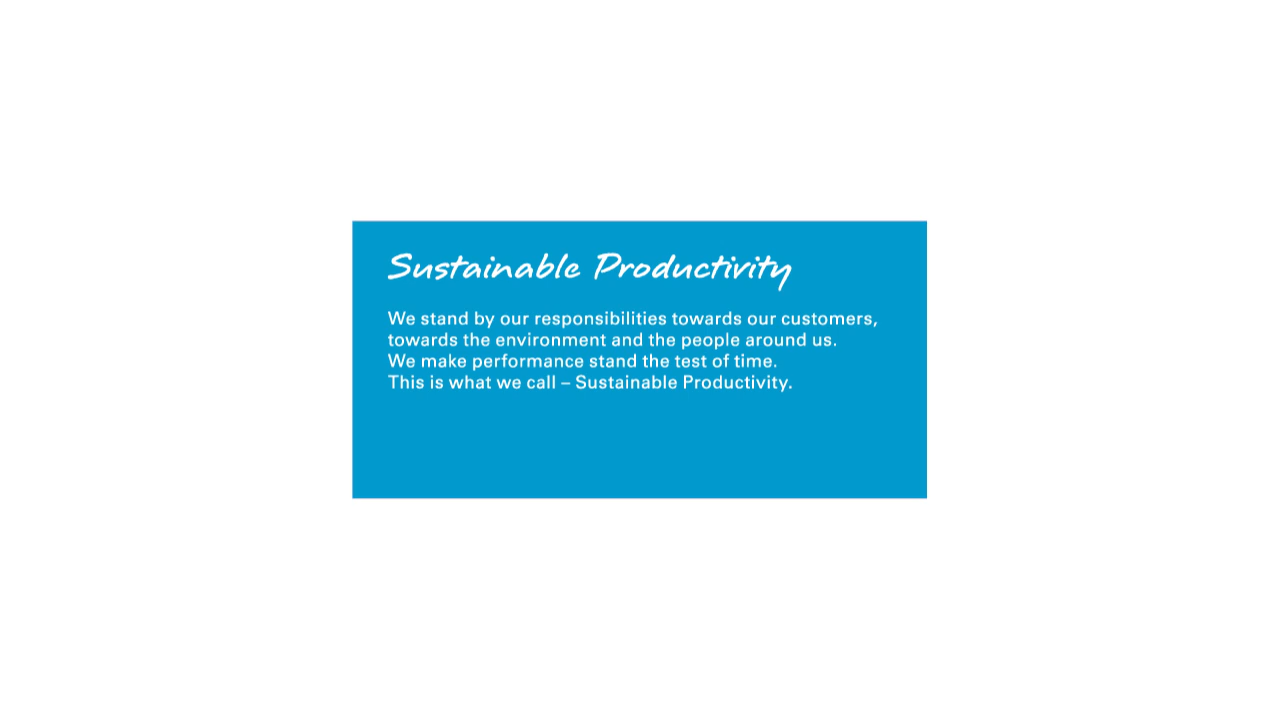 Sustainable Productivity
We stand by our responsibilities towards our customers,
towards the environment and the people around us.
We make performance stand the test of time.
This is what we call – Sustainable Productivity.